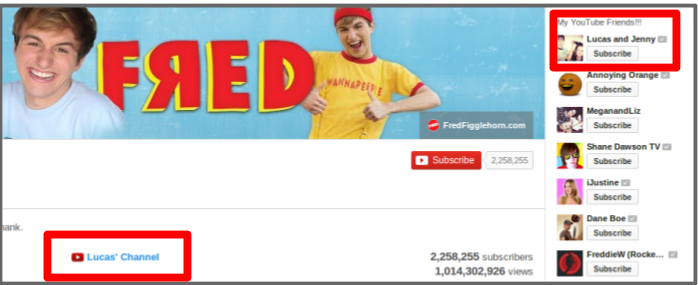 FRED
WANNAPEEPLE
FredFigglehorn.com
Subscribe 2,258,255
hank.
Lucas' Channel
2,258,255 subscribers
1,014,302,926 views
My YouTube Friends!!!
Lucas and Jenny
Subscribe
Annoying Orange
Subscribe
MeganandLiz
Subscribe
Shane Dawson TV
Subscribe
iJustine
Subscribe
Dane Boe
Subscribe
FreddieW (Rocke...
Subscribe